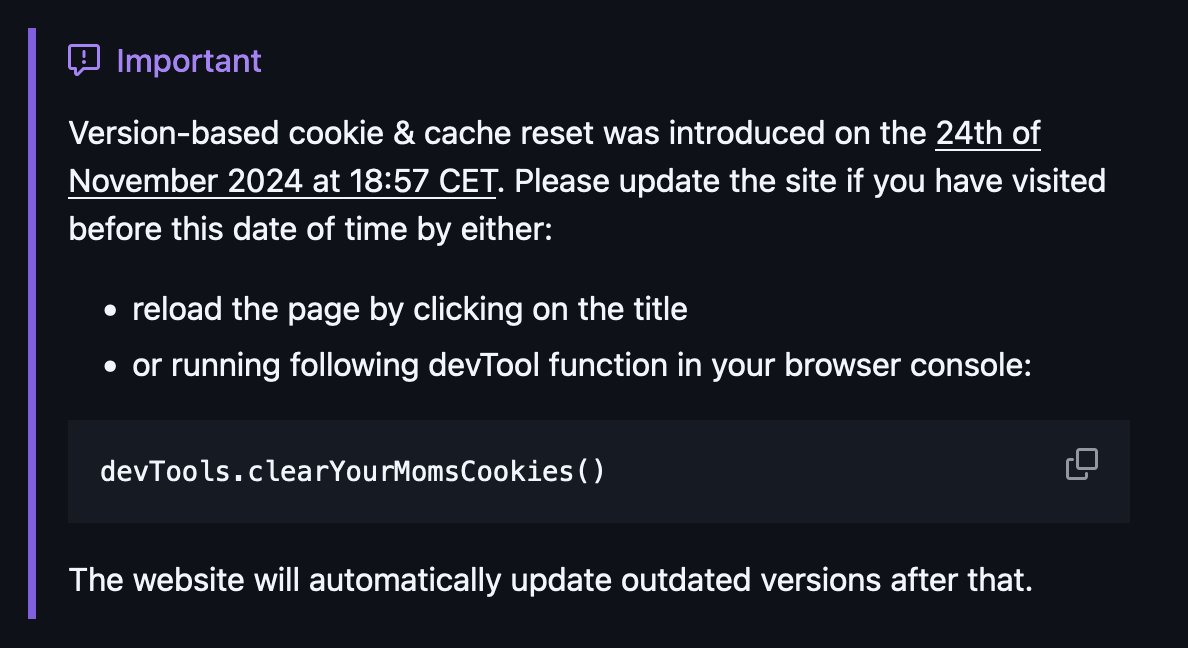 Important
Version-based cookie & cache reset was introduced on the 24th of
November 2024 at 18:57 CET. Please update the site if you have visited
before this date of time by either:
• reload the page by clicking on the title
• or running following devTool function in your browser console:
devTools.clearYourMomsCookies()
The website will automatically update outdated versions after that.